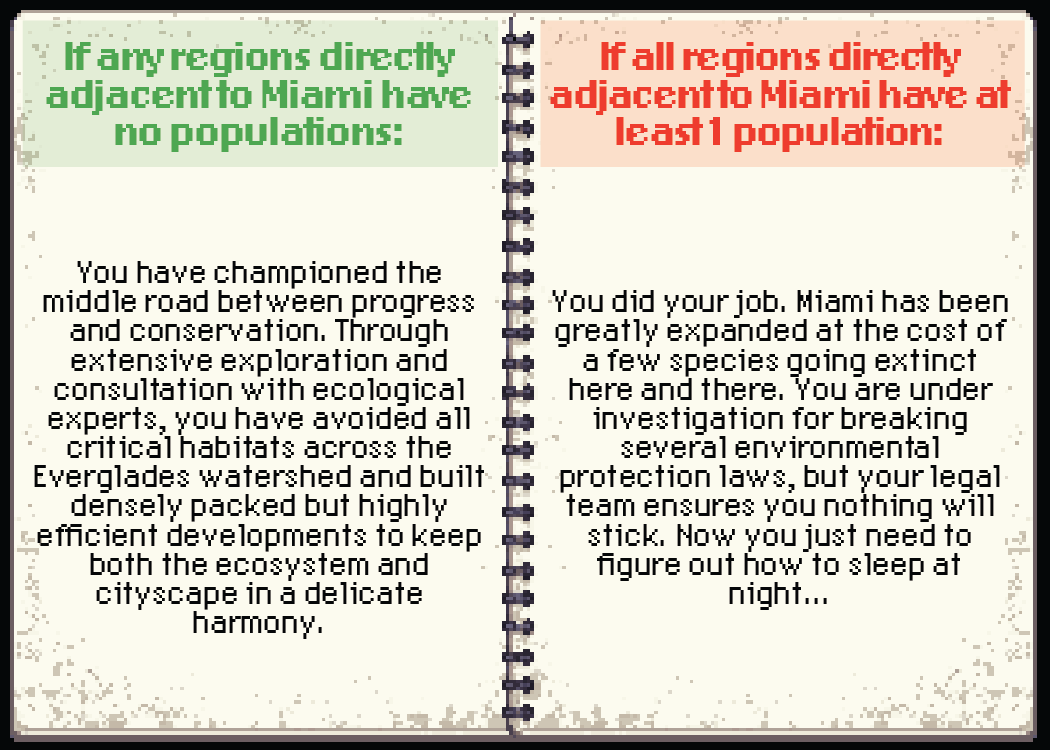 If any regions directly
adjacent to Miami have
no populations:
You have championed the
middle road between progress
and conservation. Through
extensive exploration and
consultation with ecological
experts, you have avoided all
critical habitats across the
Everglades watershed and built
densely packed but highly
efficient developments to keep
both the ecosystem and
cityscape in a delicate
harmony.
If all regions directly
adjacent to Miami have at
least 1 population:
You did your job. Miami has been
greatly expanded at the cost of
a few species going extinct
here and there. You are under
investigation for breaking
several environmental
protection laws, but your legal
team ensures you nothing will
stick. Now you just need to
figure out how to sleep at
night...